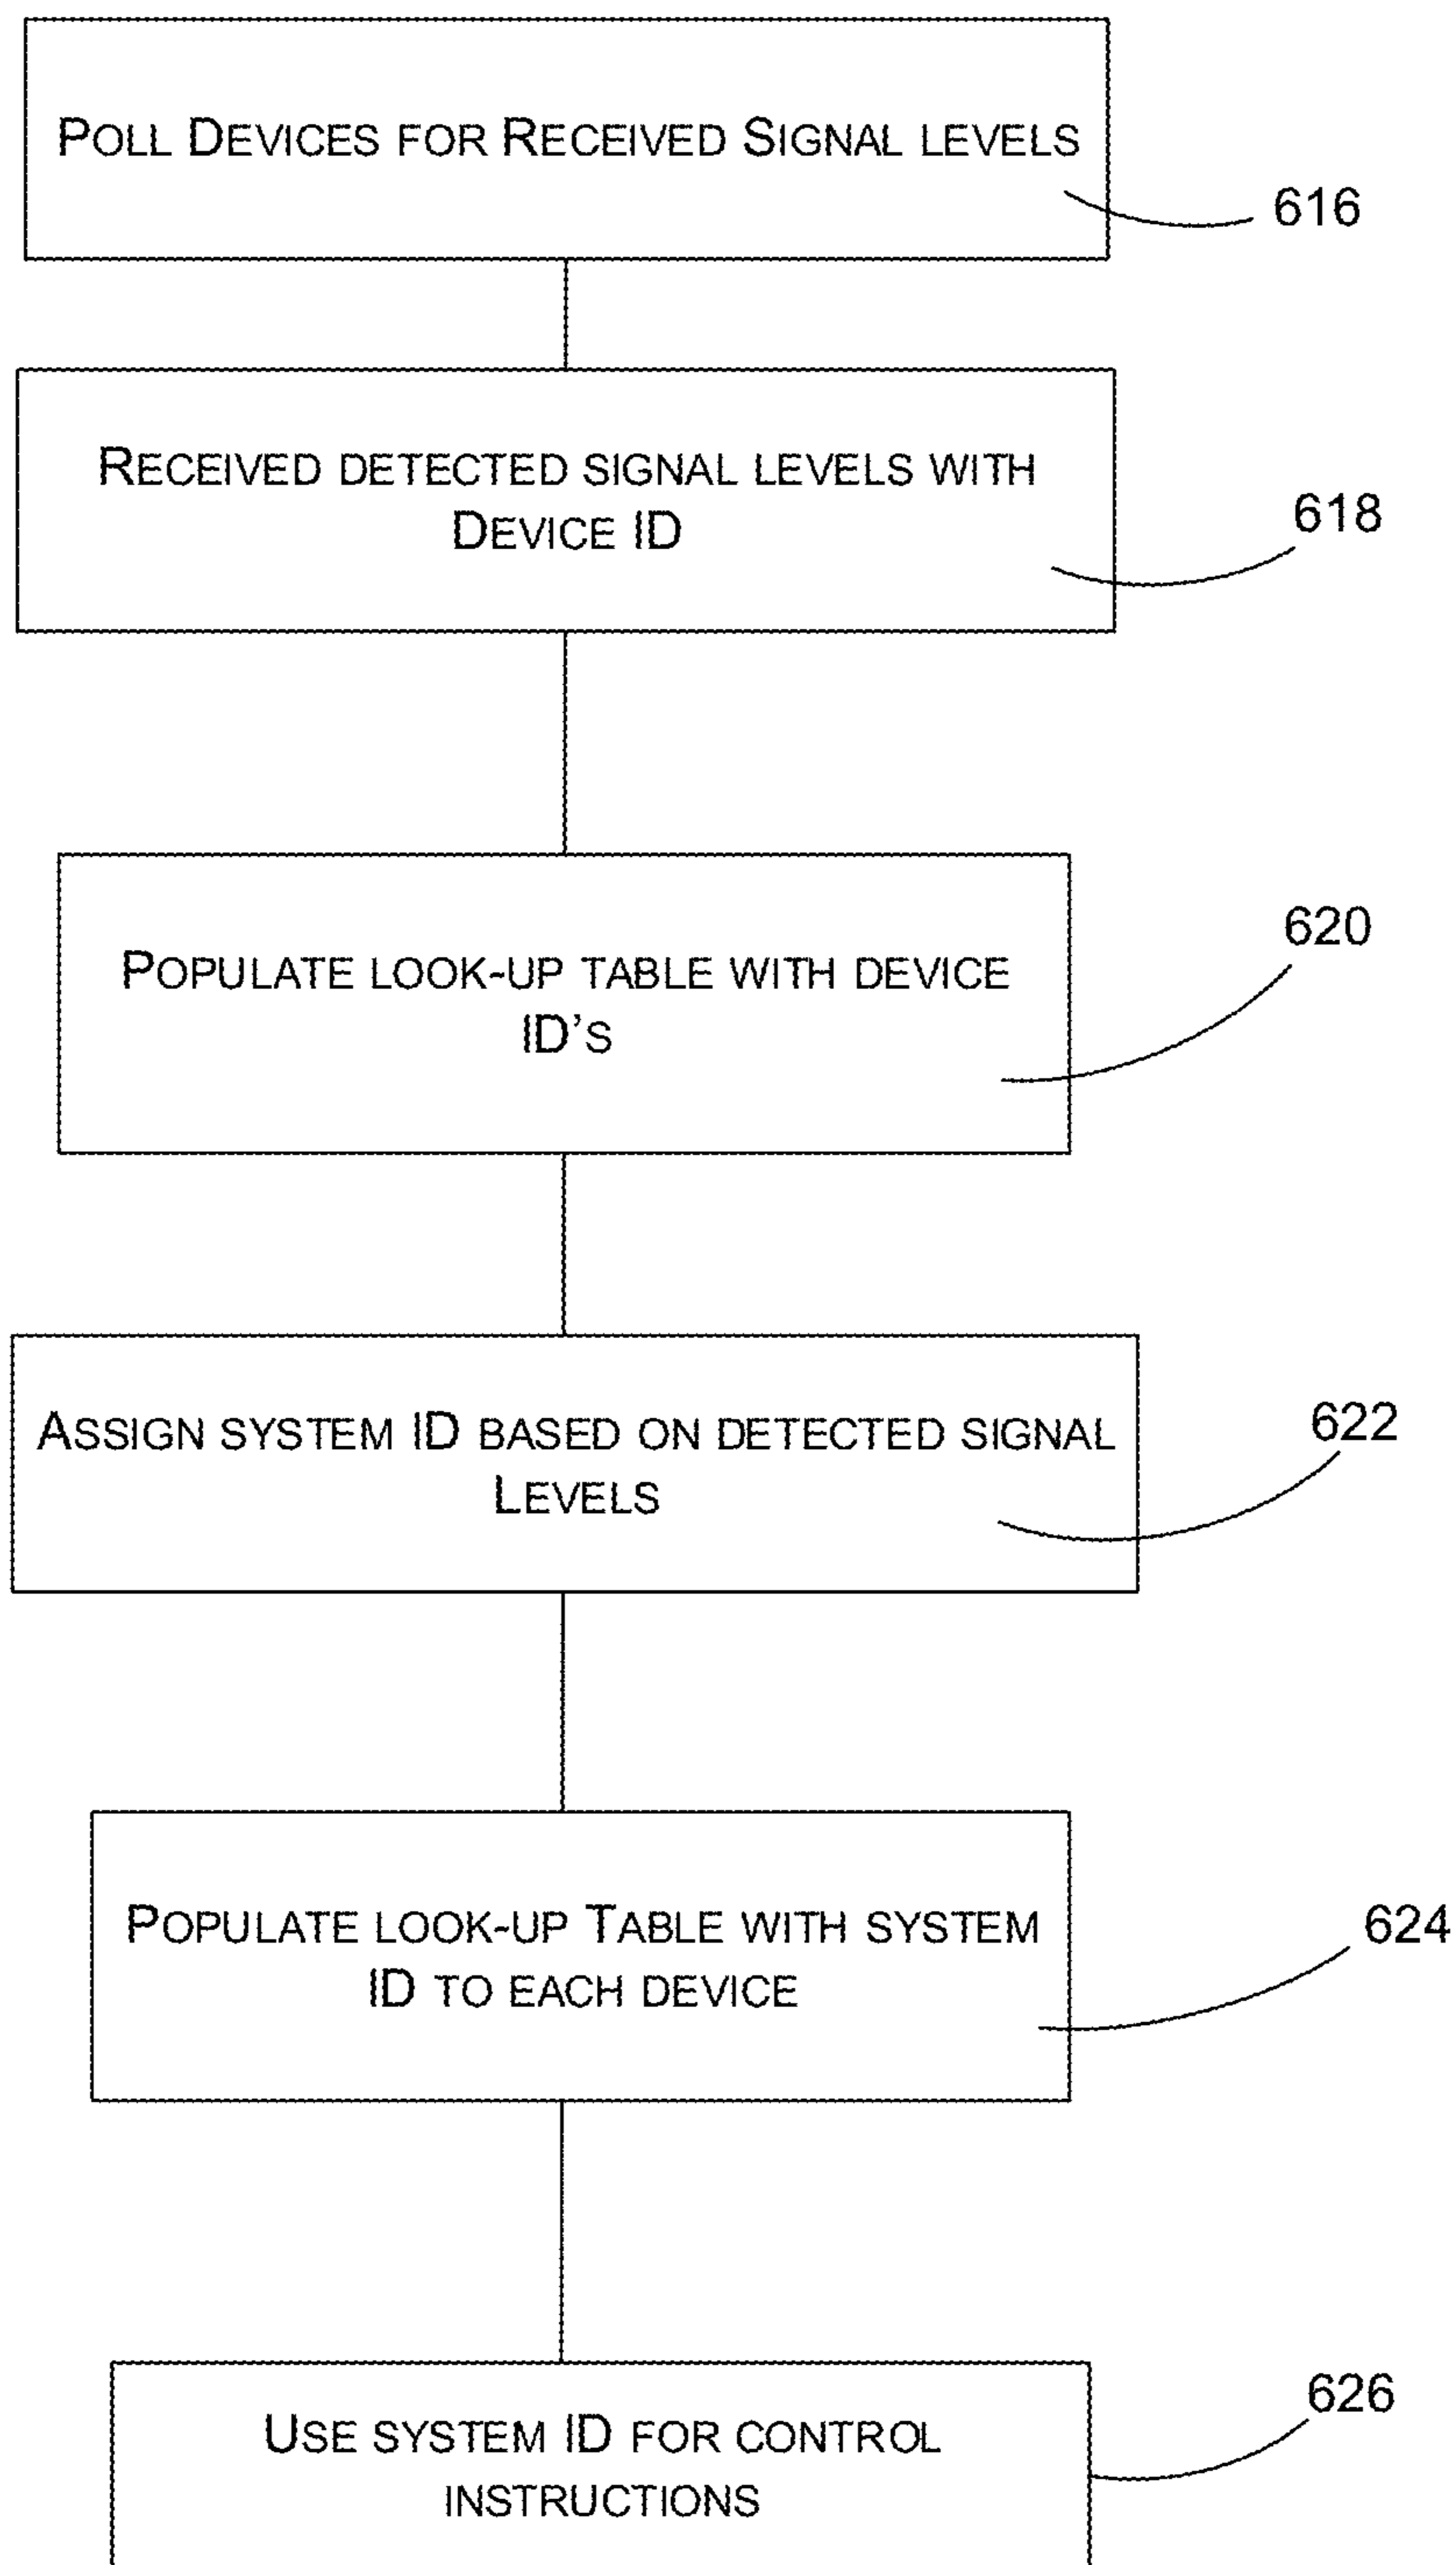 POLL DEVICES FOR RECEIVED SIGNAL LEVELS
616
RECEIVED DETECTED SIGNAL LEVELS WITH
DEVICE ID
618
POPULATE LOOK-UP TABLE WITH DEVICE
ID'S
620
ASSIGN SYSTEM ID BASED ON DETECTED SIGNAL
LEVELS
622
POPULATE LOOK-UP TABLE WITH SYSTEM
ID TO EACH DEVICE
624
USE SYSTEM ID FOR CONTROL
INSTRUCTIONS
626